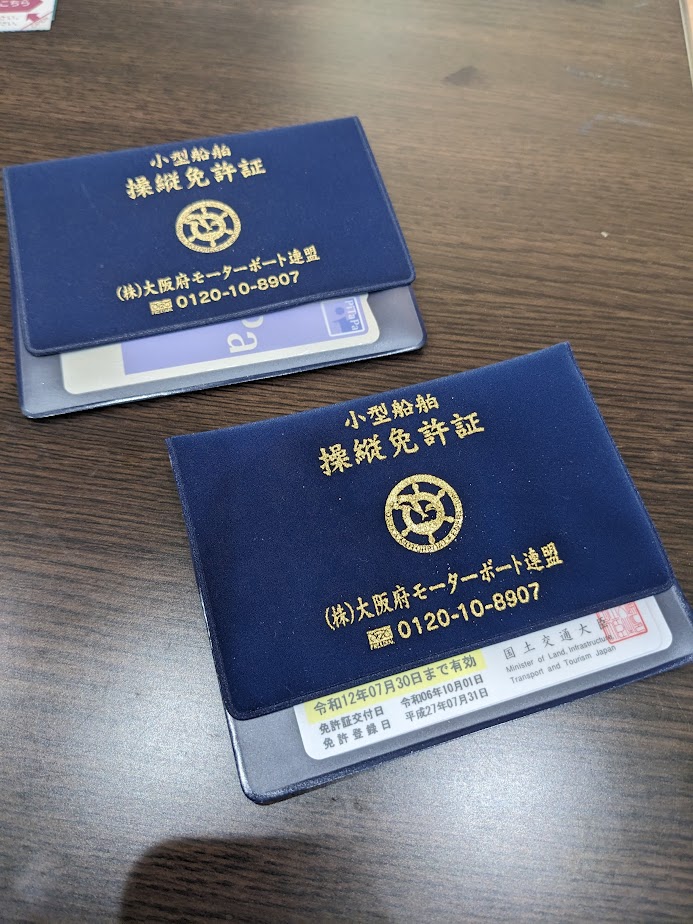 こちら
小型船舶
操縦免許証
(株)大阪府モーターボート連盟
0120-10-8907
Pa
PiTaPa
小型船舶
操縦免許証
(株)大阪府モーターボート連盟
0120-10-8907
国土交通大臣
Minister of Land, Infrastructure,
Transport and Tourism Japan
令和12年07月30日まで有効
免許証交付日 令和06年10月01日
免許登録日 平成27年07月31日